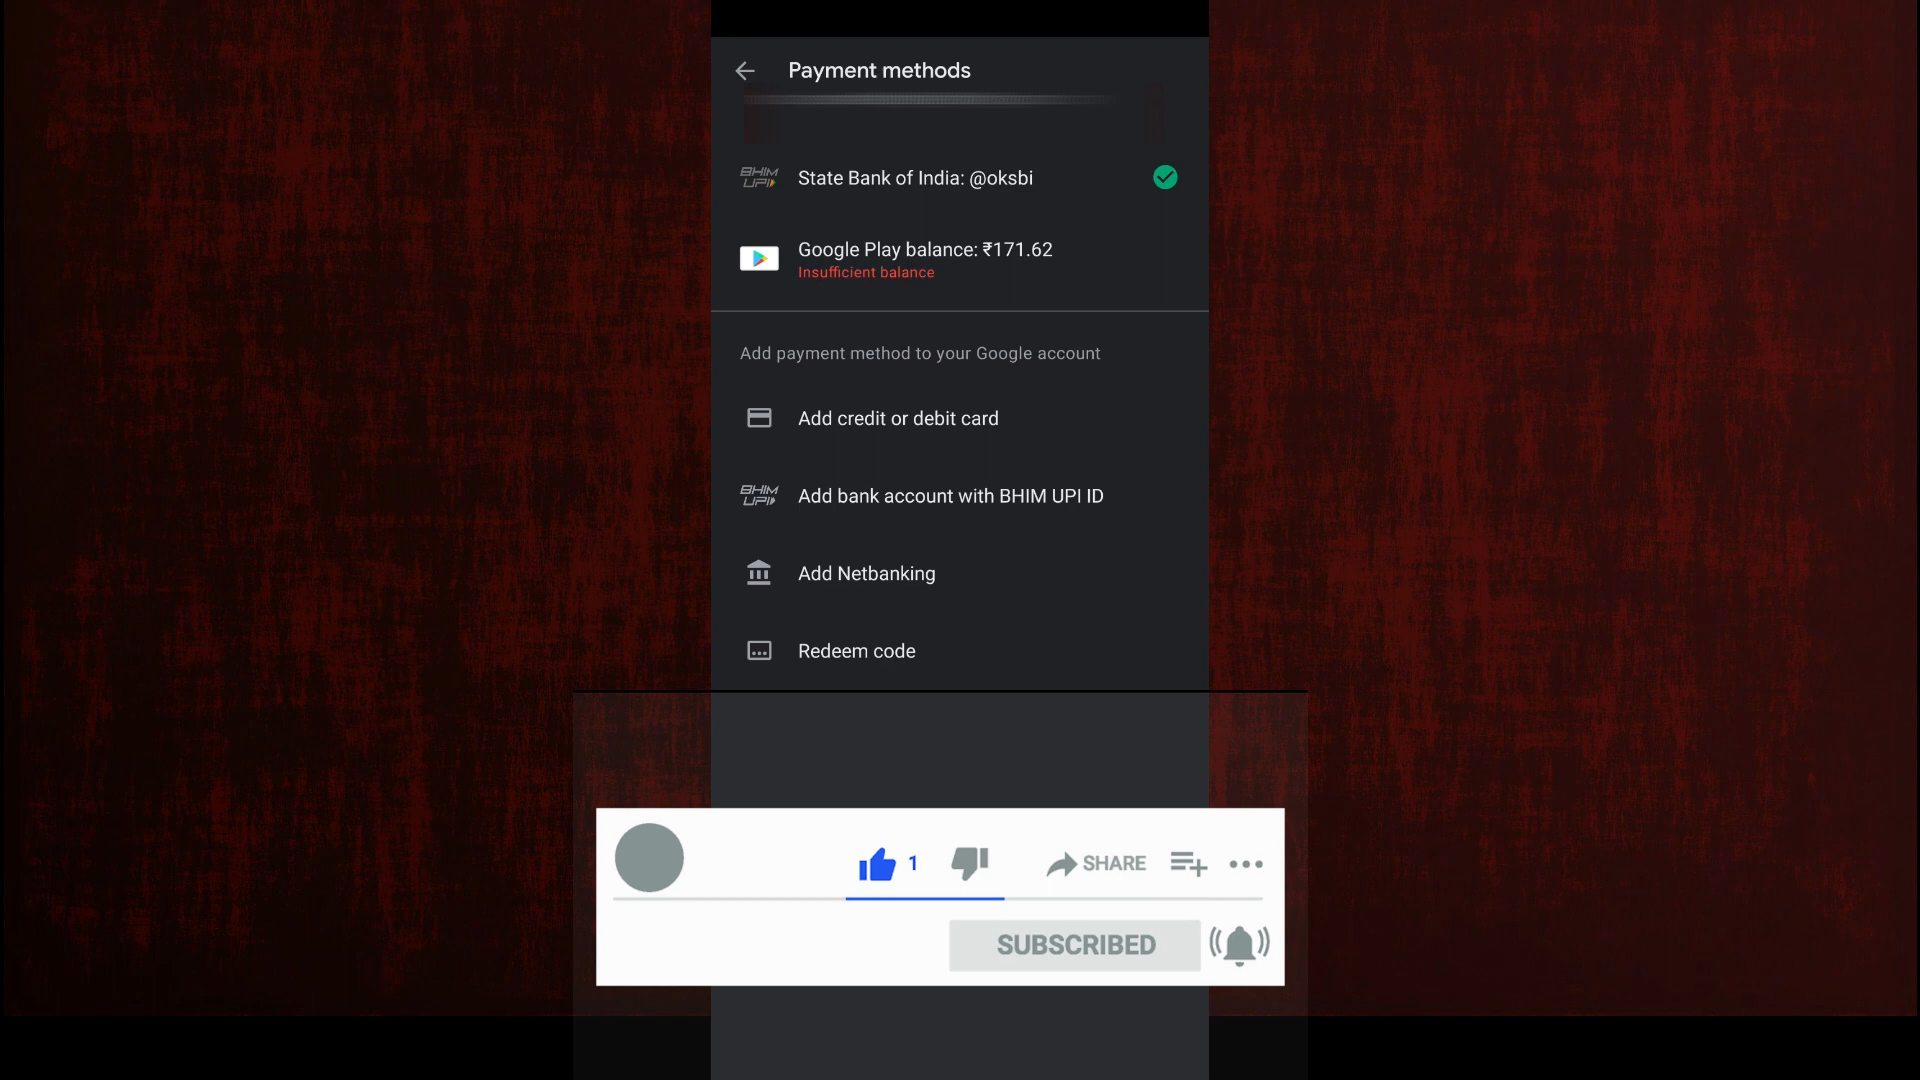 Payment methods
BHIM UPI State Bank of India: @oksbi
Google Play balance: ₹171.62
Insufficient balance
Add payment method to your Google account
Add credit or debit card
BHIM UPI Add bank account with BHIM UPI ID
Add Netbanking
Redeem code
1 SHARE
SUBSCRIBED